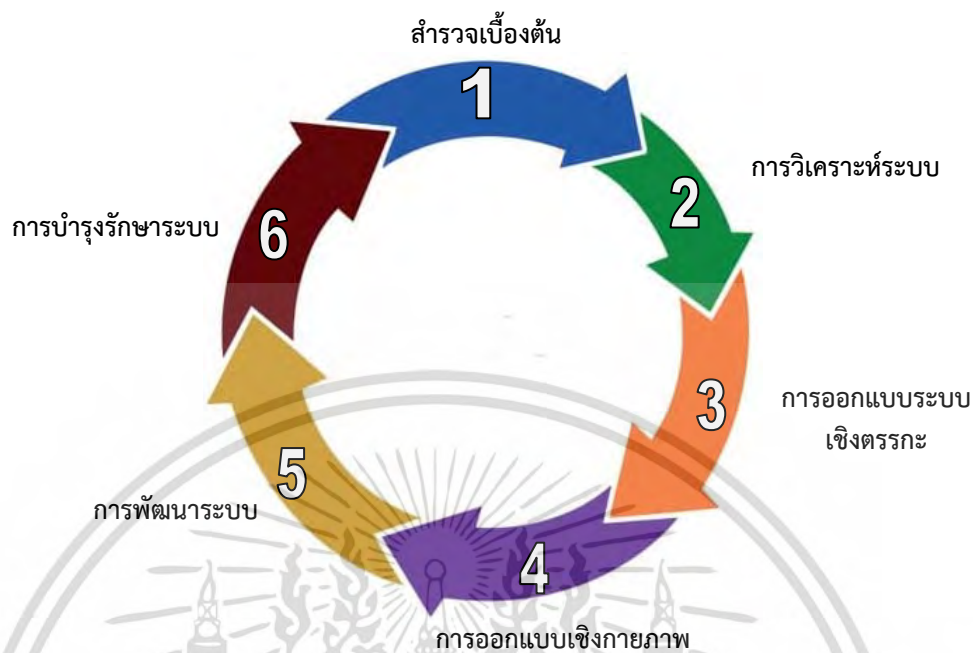 สำรวจเบื้องต้น
1
การวิเคราะห์ระบบ
2
การออกแบบระบบ
เชิงตรรกะ
3
การออกแบบเชิงกายภาพ
4
การพัฒนาระบบ
5
การบำรุงรักษาระบบ
6